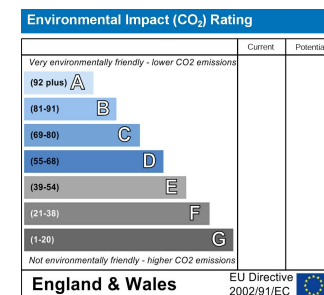 Environmental Impact (CO₂) Rating
Current Potentia
Very environmentally friendly - lower CO2 emissions
(92 plus) A
(81-91) B
(69-80) C
(55-68) D
(39-54) E
(21-38) F
(1-20) G
Not environmentally friendly - higher CO2 emissions
England & Wales
EU Directive
2002/91/EC